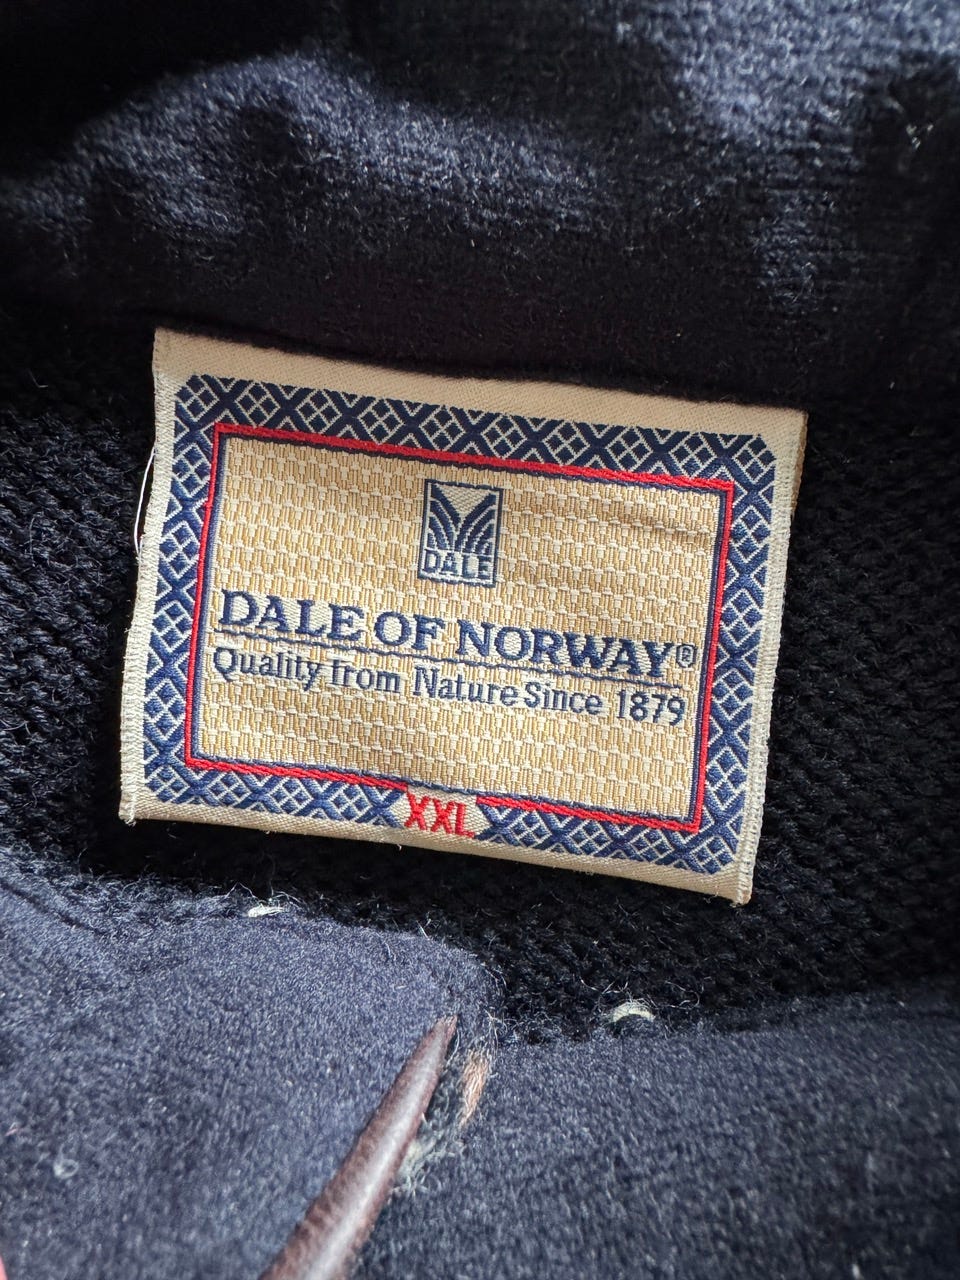 DALE
DALE OF NORWAY®
Quality from Nature Since 1879
XXL